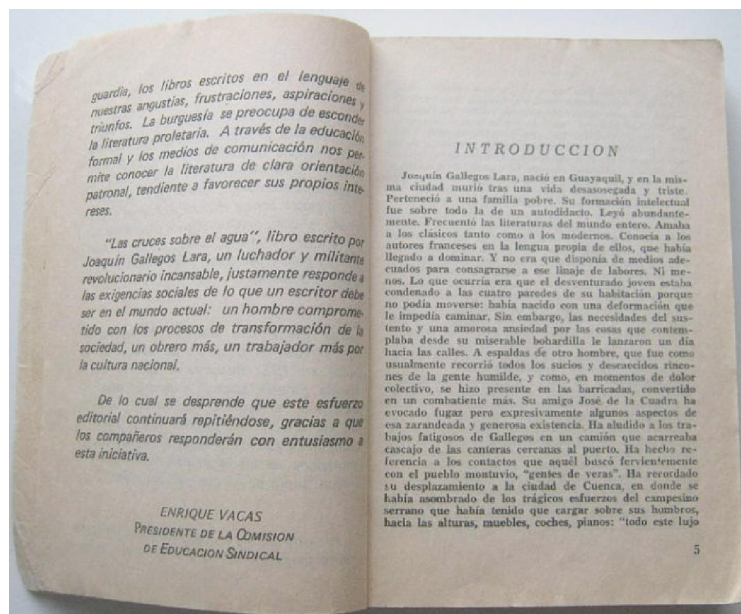 guardia, los libros escritos en el lenguaje de
nuestras angustias, frustraciones, aspiraciones y
triunfos. La burguesía se preocupa de esconder
la literatura proletaria. A través de la educación
formal y los medios de comunicación nos per-
mite conocer la literatura de clara orientación
patronal, tendiente a favorecer sus propios inte-
reses.
"Las cruces sobre el agua", libro escrito por
Joaquín Gallegos Lara, un luchador y militante
revolucionario incansable, justamente responde a
las exigencias sociales de lo que un escritor debe
ser en el mundo actual: un hombre comprome-
tido con los procesos de transformación de la
sociedad, un obrero más, un trabajador más por
la cultura nacional.
De lo cual se desprende que este esfuerzo
editorial continuará repitiéndose, gracias a que
los compañeros responderán con entusiasmo a
esta iniciativa.
ENRIQUE VACAS
PRESIDENTE DE LA COMISION
DE EDUCACION SINDICAL
INTRODUCCION
Joaquín Gallegos Lara, nació en Guayaquil, y en la mis-
ma ciudad murió tras una vida desasosegada y triste.
Perteneció a una familia pobre. Su formación intelectual
fue sobre todo la de un autodidacto. Leyó abundante-
mente. Frecuentó las literaturas del mundo entero. Amaba
a los clásicos tanto como a los modernos. Conocía a los
autores franceses en la lengua propia de ellos, que había
llegado a dominar. Y no era que disponía de medios ade-
cuados para consagrarse a ese linaje de labores. Ni me-
nos. Lo que ocurría era que el desventurado joven estaba
condenado a las cuatro paredes de su habitación porque
no podía moverse: había nacido con una deformación que
le impedía caminar. Sin embargo, las necesidades del sus-
tento y una amorosa ansiedad por las cosas que contem-
plaba desde su miserable bohardilla le lanzaron un día
hacia las calles. A espaldas de otro hombre, que fue como
usualmente recorrió todos los sucios y descaecidos rinco-
nes de la gente humilde, y como, en momentos de dolor
colectivo, se hizo presente en las barricadas, convertido
en un combatiente más. Su amigo José de la Cuadra ha
evocado fugaz pero expresivamente algunos aspectos de
esa zarandeada y generosa existencia. Ha aludido a los tra-
bajos fatigosos de Gallegos en un camión que acarreaba
cascajo de las canteras cercanas al puerto. Ha hecho re-
ferencia a los contactos que aquél buscó fervientemente
con el pueblo montuvio, "gentes de veras". Ha recordado
su desplazamiento a la ciudad de Cuenca, en donde se
había asombrado de los trágicos esfuerzos del campesino
serrano que había tenido que cargar sobre sus hombros,
hacia las alturas, muebles, coches, pianos: "todo este lujo
5